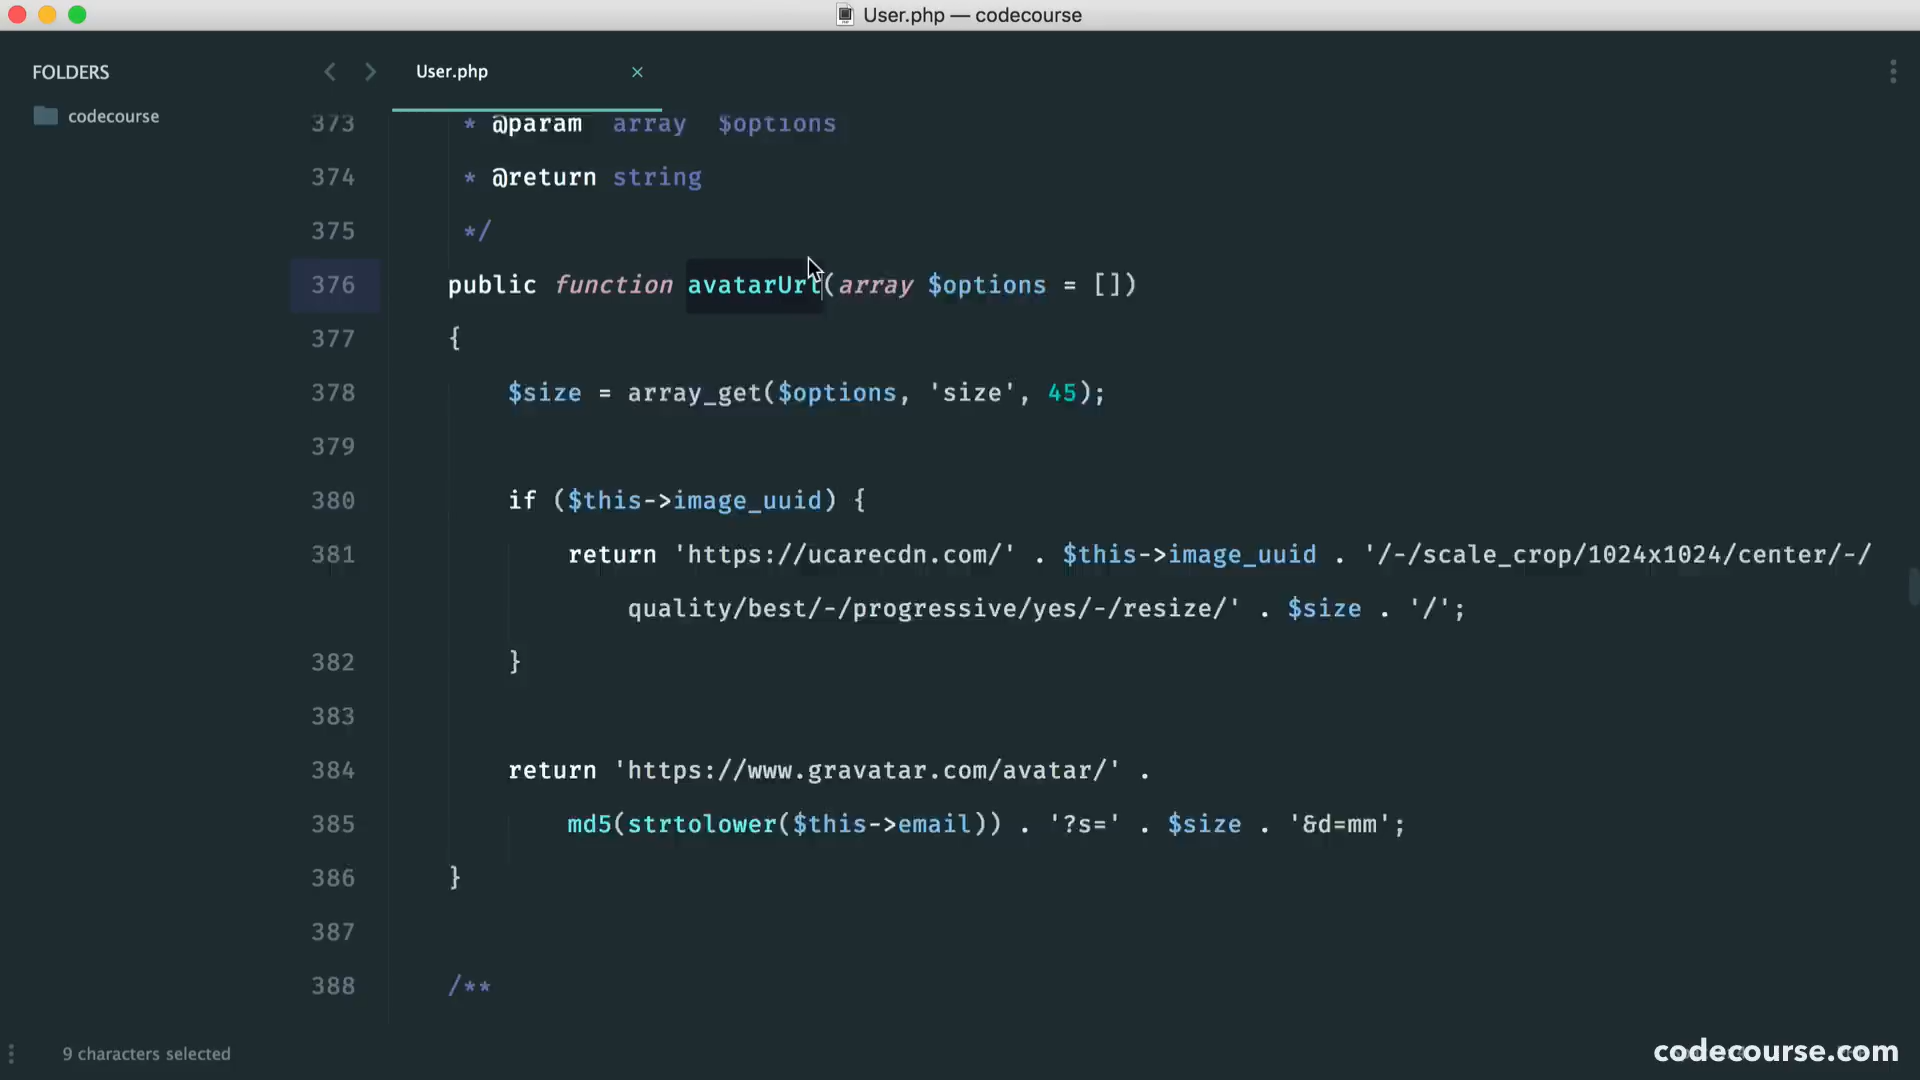 User.php — codecourse
FOLDERS
codecourse
User.php
373 * @param array $options
374 * @return string
375 */
376 public function avatarUrl(array $options = [])
377 {
378 $size = array_get($options, 'size', 45);
379
380 if ($this->image_uuid) {
381 return 'https://ucarecdn.com/' . $this->image_uuid . '/-/scale_crop/1024x1024/center/-/
quality/best/-/progressive/yes/-/resize/' . $size . '/';
382 }
383
384 return 'https://www.gravatar.com/avatar/' .
385 md5(strtolower($this->email)) . '?s=' . $size . '&d=mm';
386 }
387
388 /**
9 characters selected
codecourse.com